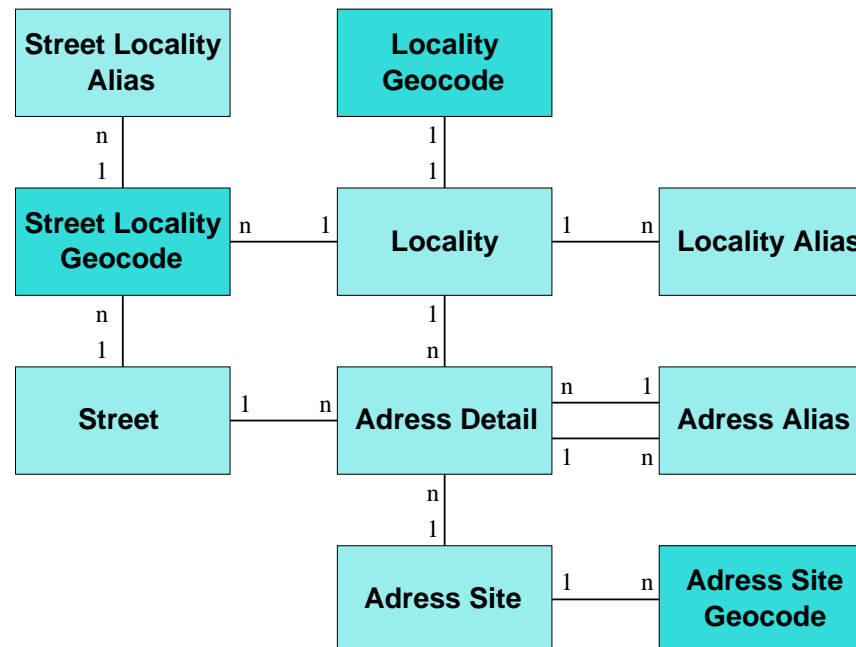 Street Locality
Alias
Locality
Geocode
n
1
1
1
Street Locality
Geocode
n
1
Locality
1
n
Locality Alias
n
1
1
n
Street
1
n
Adress Detail
n
1
1
n
Adress Alias
n
1
Adress Site
1
n
Adress Site
Geocode